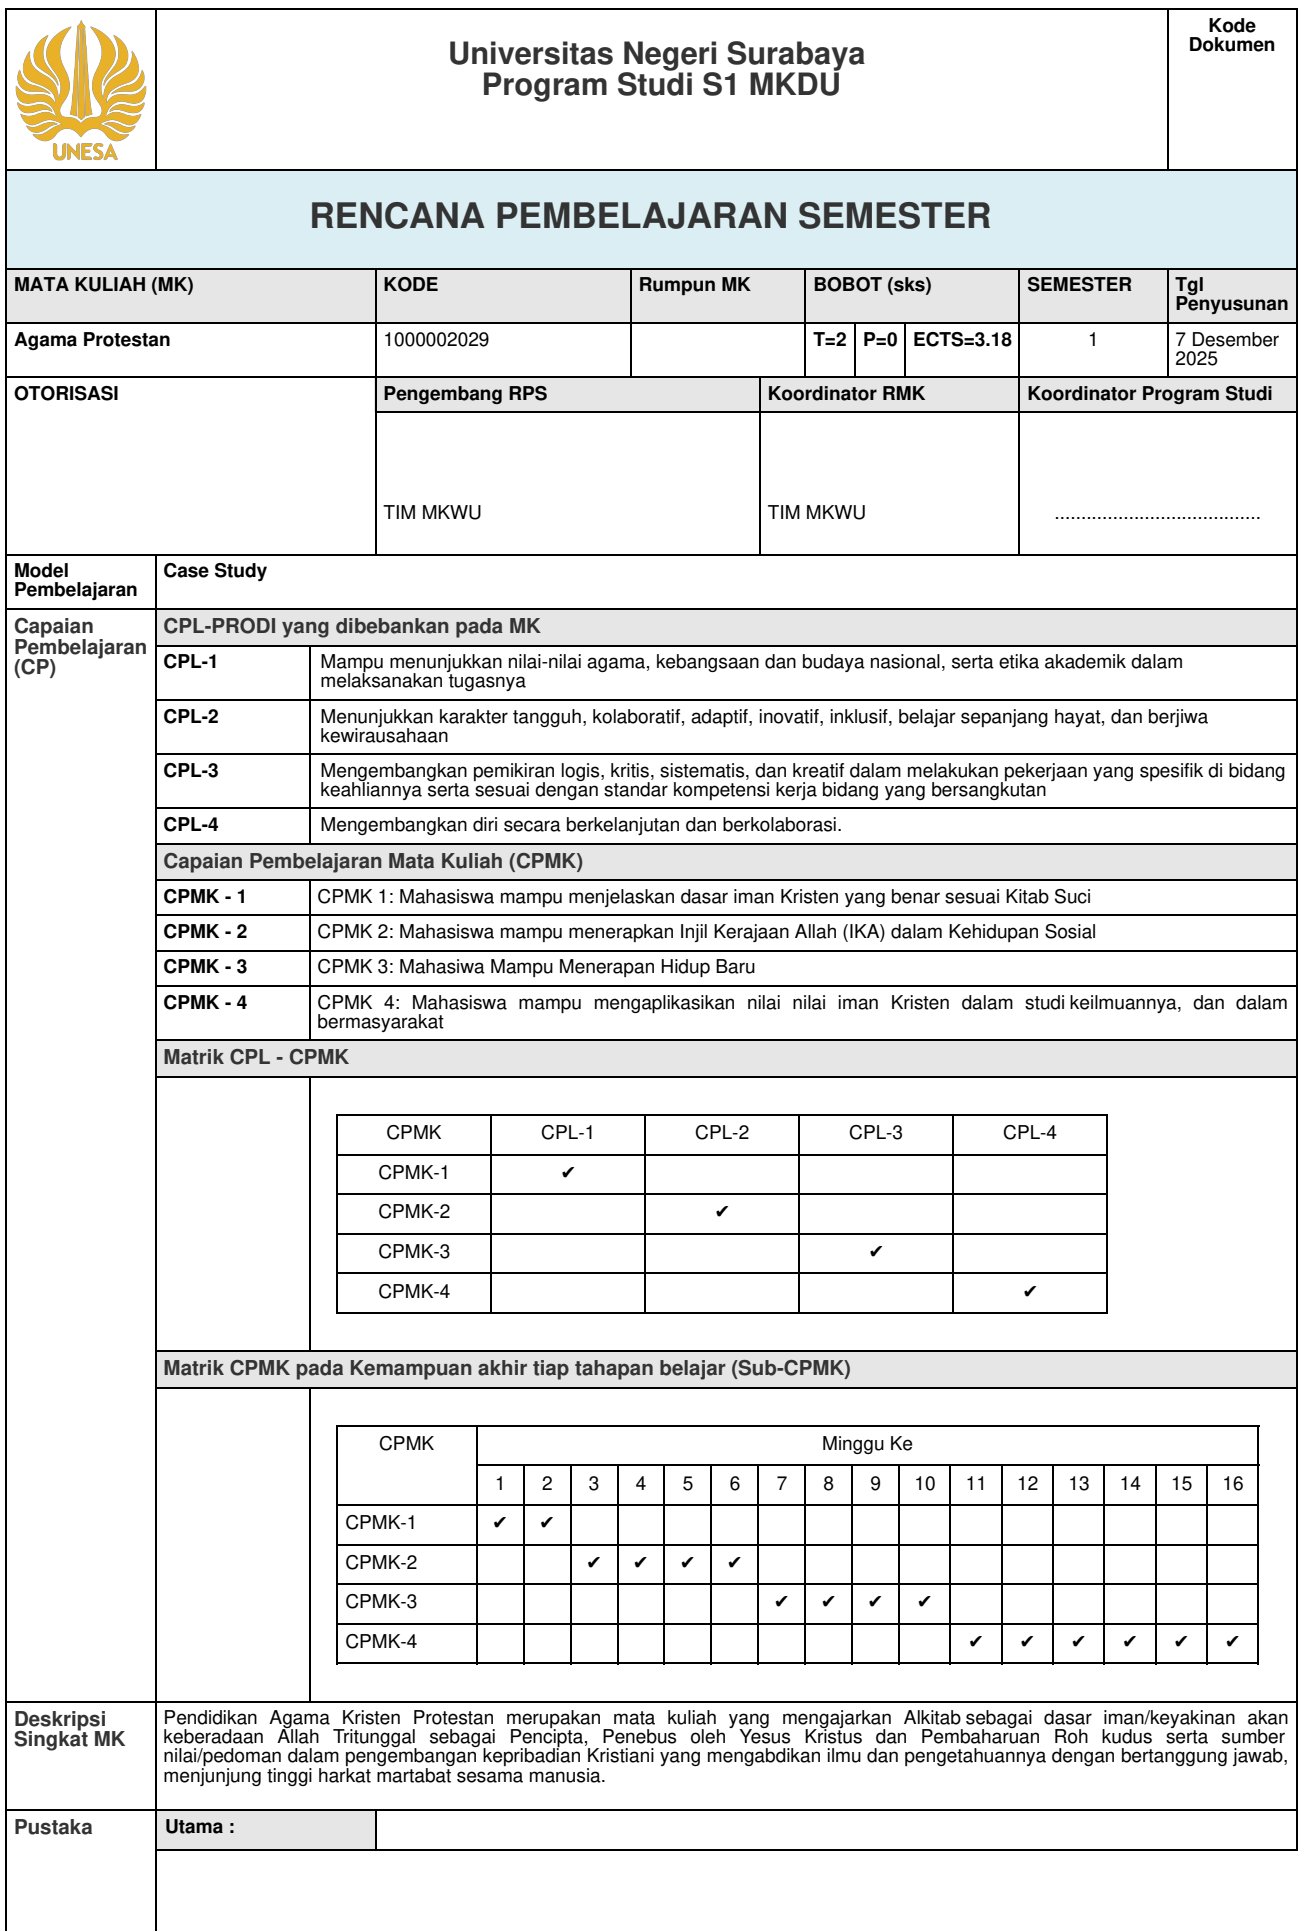 UNESA
Universitas Negeri Surabaya
Program Studi S1 MKDU
Kode
Dokumen
RENCANA PEMBELAJARAN SEMESTER
MATA KULIAH (MK) KODE Rumpun MK BOBOT (sks) SEMESTER Tgl
Penyusunan
Agama Protestan 1000002029 T=2 P=0 ECTS=3.18 1 7 Desember
2025
OTORISASI Pengembang RPS Koordinator RMK Koordinator Program Studi
TIM MKWU TIM MKWU .......................................
Model
Pembelajaran
Case Study
Capaian
Pembelajaran
(CP)
CPL-PRODI yang dibebankan pada MK
CPL-1 Mampu menunjukkan nilai-nilai agama, kebangsaan dan budaya nasional, serta etika akademik dalam
melaksanakan tugasnya
CPL-2 Menunjukkan karakter tangguh, kolaboratif, adaptif, inovatif, inklusif, belajar sepanjang hayat, dan berjiwa
kewirausahaan
CPL-3 Mengembangkan pemikiran logis, kritis, sistematis, dan kreatif dalam melakukan pekerjaan yang spesifik di bidang
keahliannya serta sesuai dengan standar kompetensi kerja bidang yang bersangkutan
CPL-4 Mengembangkan diri secara berkelanjutan dan berkolaborasi.
Capaian Pembelajaran Mata Kuliah (CPMK)
CPMK - 1 CPMK 1: Mahasiswa mampu menjelaskan dasar iman Kristen yang benar sesuai Kitab Suci
CPMK - 2 CPMK 2: Mahasiswa mampu menerapkan Injil Kerajaan Allah (IKA) dalam Kehidupan Sosial
CPMK - 3 CPMK 3: Mahasiwa Mampu Menerapan Hidup Baru
CPMK - 4 CPMK 4: Mahasiswa mampu mengaplikasikan nilai nilai iman Kristen dalam studi keilmuannya, dan dalam
bermasyarakat
Matrik CPL - CPMK
CPMK CPL-1 CPL-2 CPL-3 CPL-4
CPMK-1 ✔
CPMK-2 ✔
CPMK-3 ✔
CPMK-4 ✔
Matrik CPMK pada Kemampuan akhir tiap tahapan belajar (Sub-CPMK)
CPMK Minggu Ke
1 2 3 4 5 6 7 8 9 10 11 12 13 14 15 16
CPMK-1 ✔ ✔
CPMK-2 ✔ ✔ ✔ ✔
CPMK-3 ✔ ✔ ✔ ✔
CPMK-4 ✔ ✔ ✔ ✔ ✔ ✔
Deskripsi
Singkat MK
Pendidikan Agama Kristen Protestan merupakan mata kuliah yang mengajarkan Alkitab sebagai dasar iman/keyakinan akan
keberadaan Allah Tritunggal sebagai Pencipta, Penebus oleh Yesus Kristus dan Pembaharuan Roh kudus serta sumber
nilai/pedoman dalam pengembangan kepribadian Kristiani yang mengabdikan ilmu dan pengetahuannya dengan bertanggung jawab,
menjunjung tinggi harkat martabat sesama manusia.
Pustaka Utama :